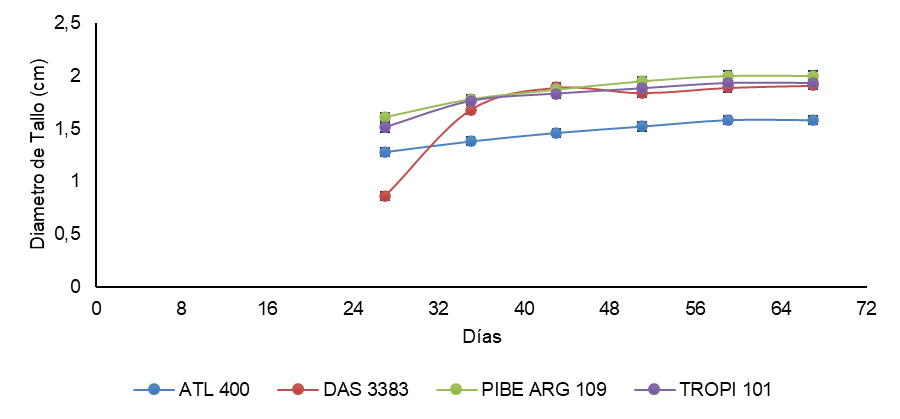 2,5
2
1,5
1
0,5
0
Diametro de Tallo (cm)
0 8 16 24 32 40 48 56 64 72
Días
ATL 400 DAS 3383 PIBE ARG 109 TROPI 101